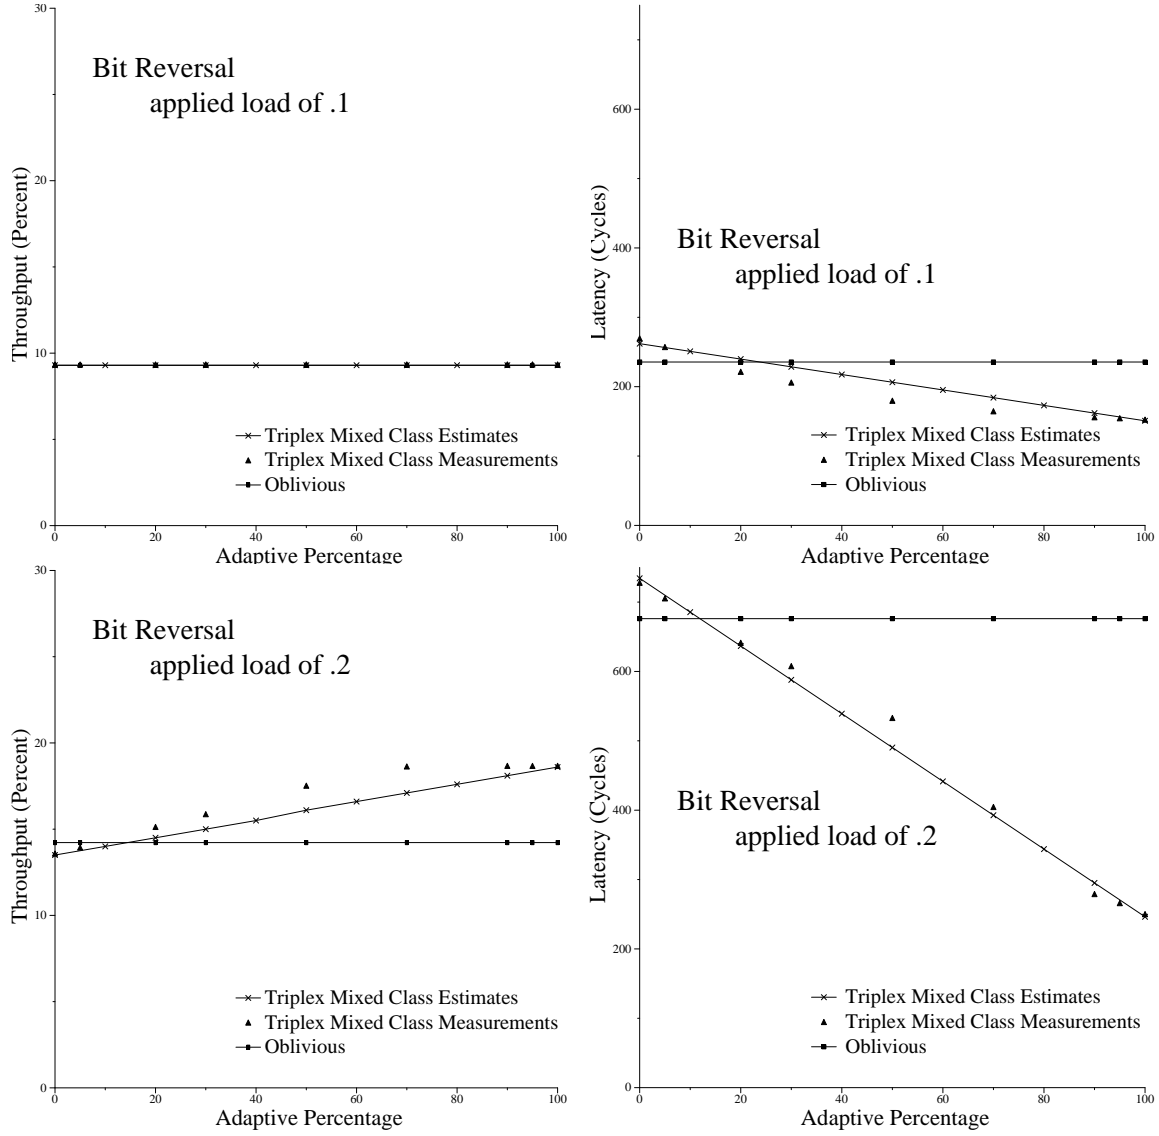 30
20
10
0
0
20
40
60
80
100
Throughput (Percent)
Adaptive Percentage
Bit Reversal
applied load of .1
Triplex Mixed Class Estimates
Triplex Mixed Class Measurements
Oblivious
600
400
200
0
0
20
40
60
80
100
Latency (Cycles)
Adaptive Percentage
Bit Reversal
applied load of .1
Triplex Mixed Class Estimates
Triplex Mixed Class Measurements
Oblivious
30
20
10
0
0
20
40
60
80
100
Throughput (Percent)
Adaptive Percentage
Bit Reversal
applied load of .2
Triplex Mixed Class Estimates
Triplex Mixed Class Measurements
Oblivious
600
400
200
0
0
20
40
60
80
100
Latency (Cycles)
Adaptive Percentage
Bit Reversal
applied load of .2
Triplex Mixed Class Estimates
Triplex Mixed Class Measurements
Oblivious